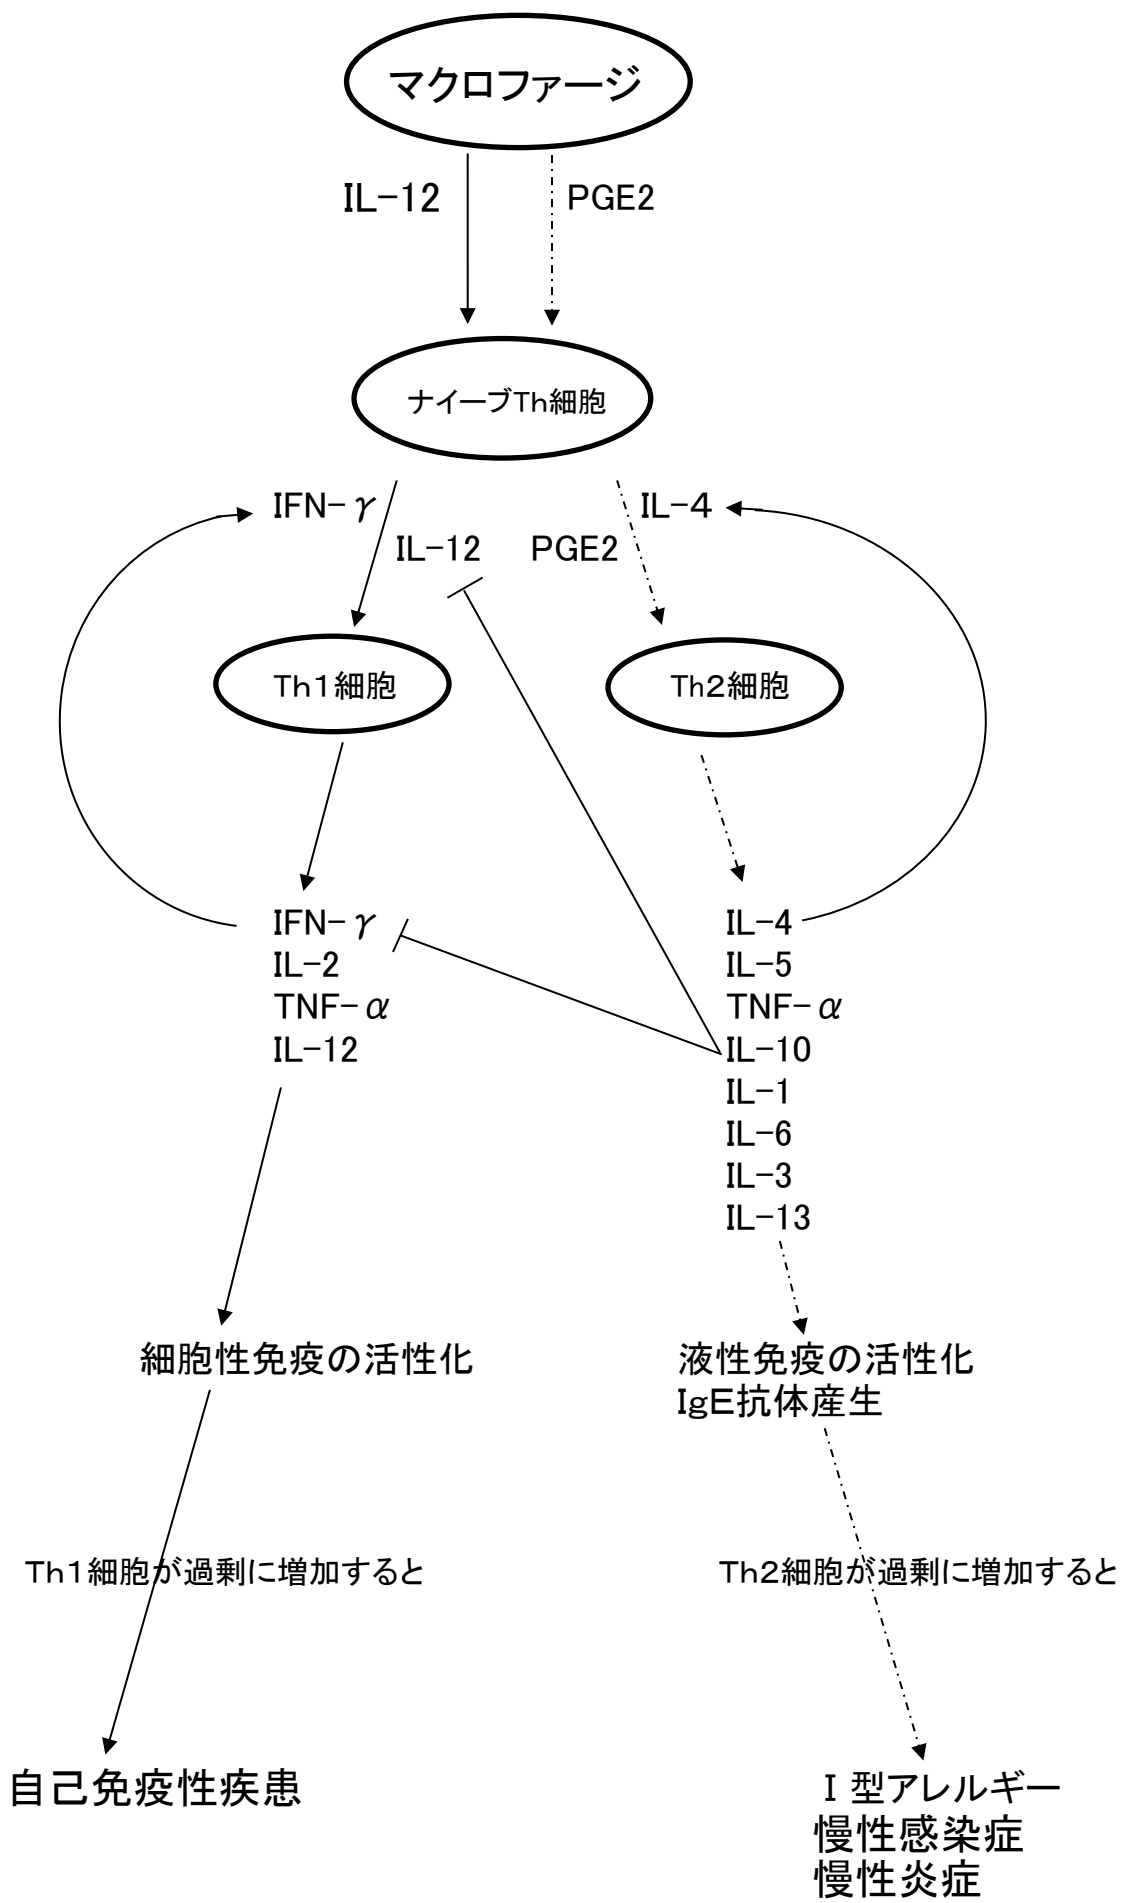 マクロファージ
IL-12
PGE2
ナイーブTh細胞
IFN-γ
IL-4
IL-12
PGE2
Th1細胞
Th2細胞
IFN-γ
IL-2
TNF-α
IL-12
IL-4
IL-5
TNF-α
IL-10
IL-1
IL-6
IL-3
IL-13
細胞性免疫の活性化
液性免疫の活性化
IgE抗体産生
Th1細胞が過剰に増加すると
Th2細胞が過剰に増加すると
自己免疫性疾患
Ⅰ型アレルギー
慢性感染症
慢性炎症